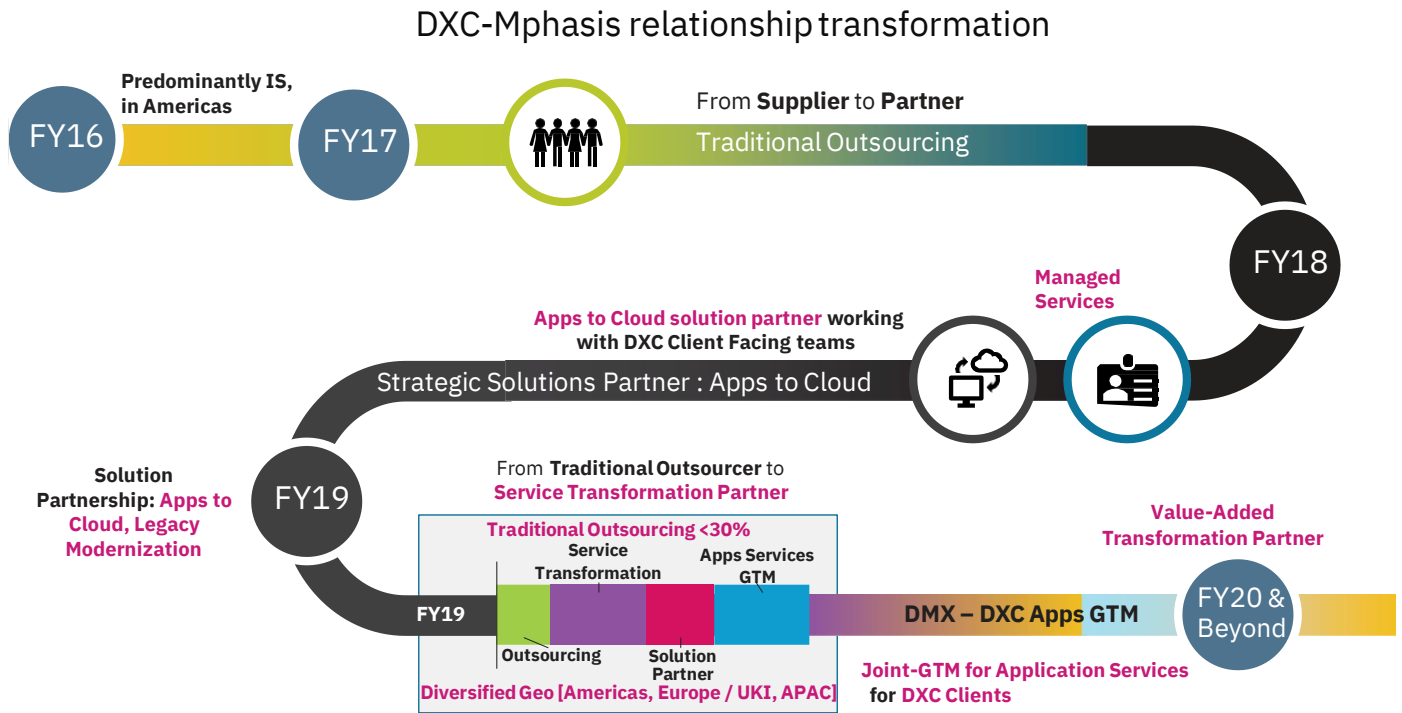 DXC-Mphasis relationship transformation
Predominantly IS,
in Americas
FY16
FY17
From Supplier to Partner
Traditional Outsourcing
FY18
Managed
Services
Apps to Cloud solution partner working
with DXC Client Facing teams
Strategic Solutions Partner : Apps to Cloud
FY19
Solution
Partnership: Apps to
Cloud, Legacy
Modernization
From Traditional Outsourcer to
Service Transformation Partner
Traditional Outsourcing <30%
Service
Transformation
Apps Services
GTM
FY19
Outsourcing
Solution
Partner
Diversified Geo [Americas, Europe / UKI, APAC]
DMX – DXC Apps GTM
Joint-GTM for Application Services
for DXC Clients
Value-Added
Transformation Partner
FY20 &
Beyond